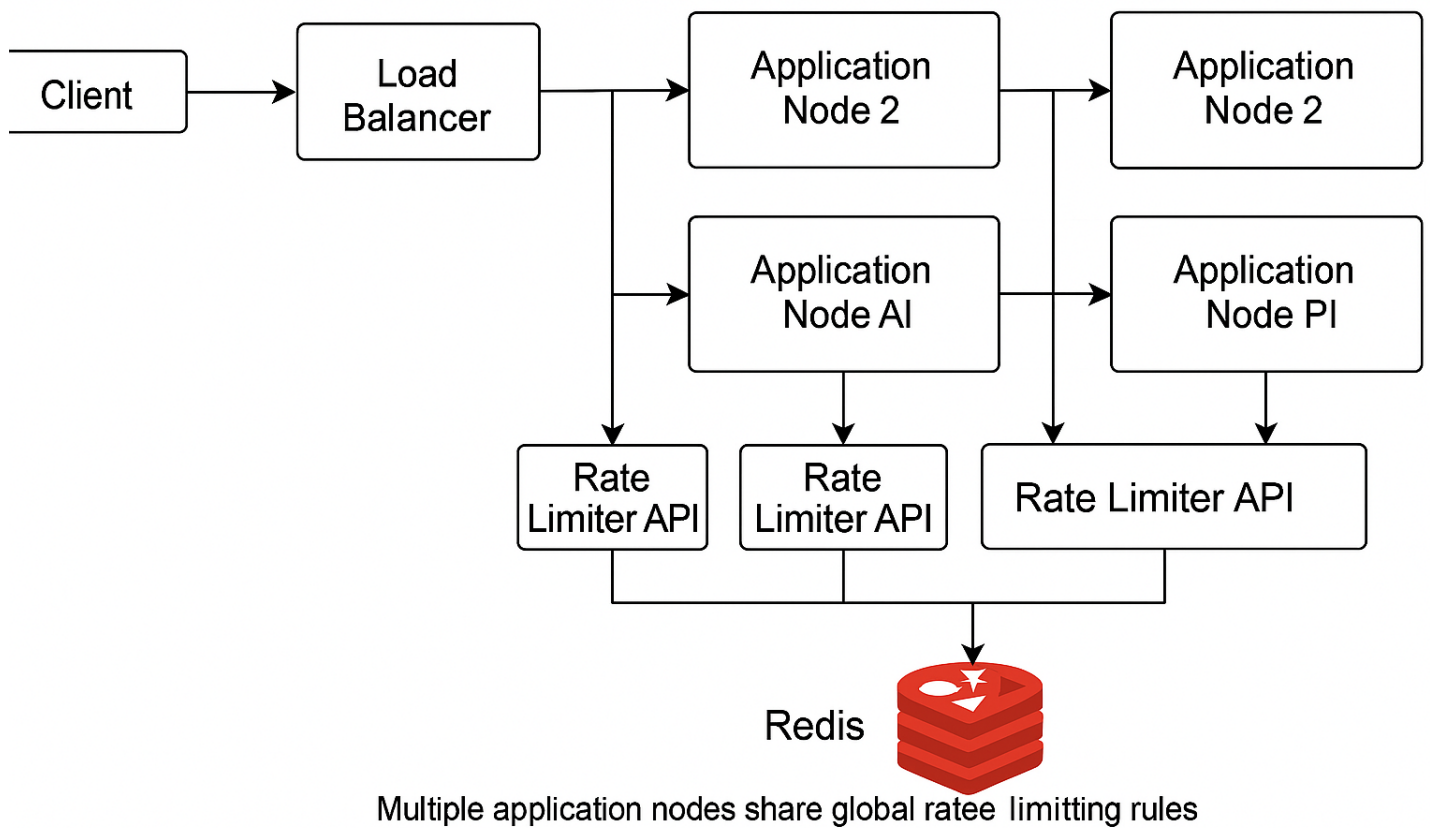 Client
Load
Balancer
Application
Node 2
Application
Node 2
Application
Node AI
Application
Node PI
Rate
Limiter API
Rate
Limiter API
Rate Limiter API
Redis
Multiple application nodes share global ratee limitting rules